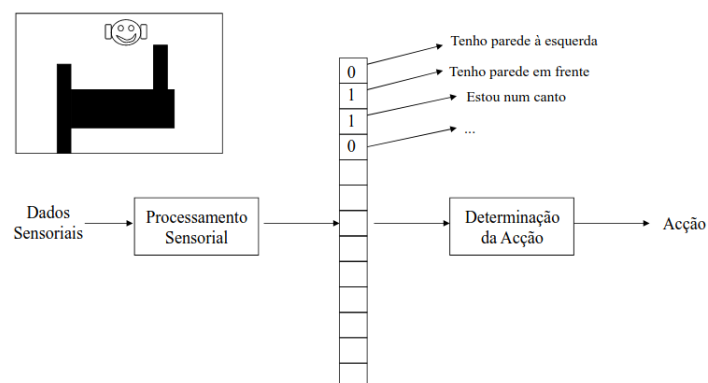 Tenho parede à esquerda
0
Tenho parede em frente
1
Estou num canto
1
...
0
Dados
Sensoriais
Processamento
Sensorial
Determinação
da Acção
Acção